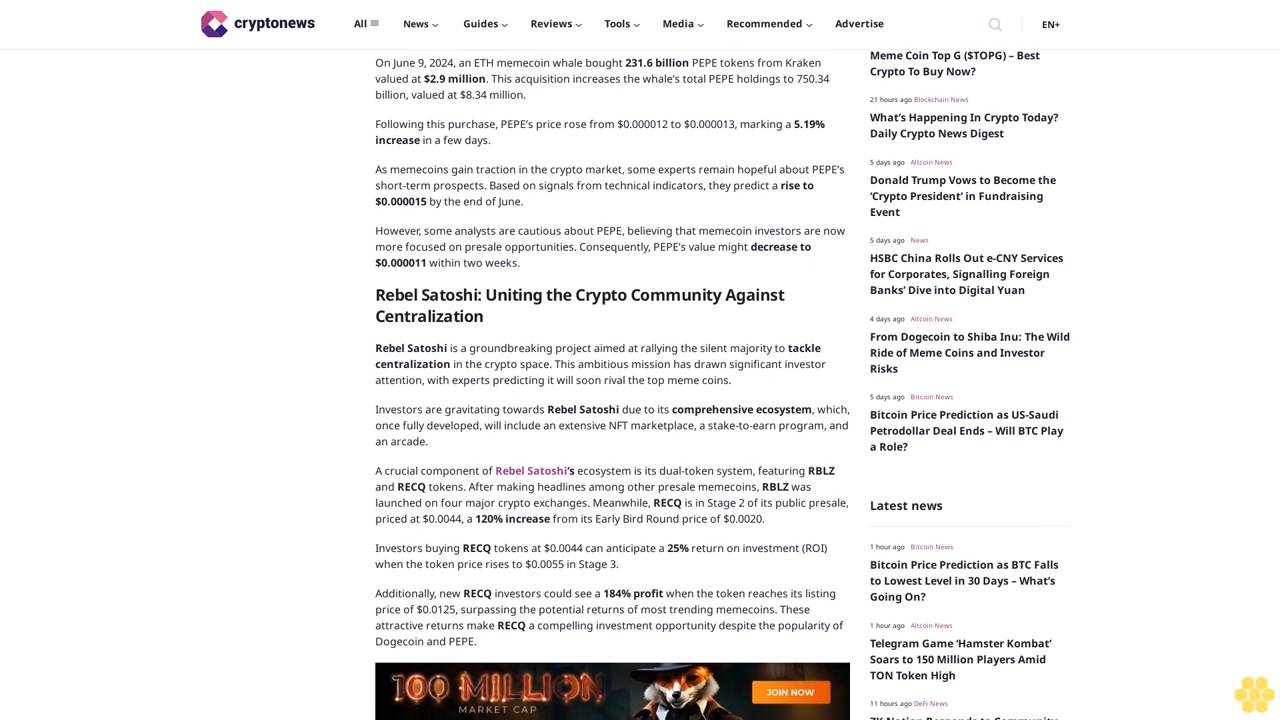 cryptonews
All
News
Guides
Reviews
Tools
Media
Recommended
Advertise
EN+
On June 9, 2024, an ETH memecoin whale bought 231.6 billion PEPE tokens from Kraken
valued at $2.9 million. This acquisition increases the whale's total PEPE holdings to 750.34
billion, valued at $8.34 million.
Following this purchase, PEPE's price rose from $0.000012 to $0.000013, marking a 5.19%
increase in a few days.
As memecoins gain traction in the crypto market, some experts remain hopeful about PEPE's
short-term prospects. Based on signals from technical indicators, they predict a rise to
$0.000015 by the end of June.
However, some analysts are cautious about PEPE, believing that memecoin investors are now
more focused on presale opportunities. Consequently, PEPE's value might decrease to
$0.000011 within two weeks.
Rebel Satoshi: Uniting the Crypto Community Against
Centralization
Rebel Satoshi is a groundbreaking project aimed at rallying the silent majority to tackle
centralization in the crypto space. This ambitious mission has drawn significant investor
attention, with experts predicting it will soon rival the top meme coins.
Investors are gravitating towards Rebel Satoshi due to its comprehensive ecosystem, which,
once fully developed, will include an extensive NFT marketplace, a stake-to-earn program, and
an arcade.
A crucial component of Rebel Satoshi's ecosystem is its dual-token system, featuring RBLZ
and RECQ tokens. After making headlines among other presale memecoins, RBLZ was
launched on four major crypto exchanges. Meanwhile, RECQ is in Stage 2 of its public presale,
priced at $0.0044, a 120% increase from its Early Bird Round price of $0.0020.
Investors buying RECQ tokens at $0.0044 can anticipate a 25% return on investment (ROI)
when the token price rises to $0.0055 in Stage 3.
Additionally, new RECQ investors could see a 184% profit when the token reaches its listing
price of $0.0125, surpassing the potential returns of most trending memecoins. These
attractive returns make RECQ a compelling investment opportunity despite the popularity of
Dogecoin and PEPE.
100 MILLION
MARKET CAP
JOIN NOW
Meme Coin Top G ($TOPG) – Best
Crypto To Buy Now?
21 hours ago Blockchain News
What's Happening In Crypto Today?
Daily Crypto News Digest
5 days ago Altcoin News
Donald Trump Vows to Become the
'Crypto President' in Fundraising
Event
5 days ago News
HSBC China Rolls Out e-CNY Services
for Corporates, Signalling Foreign
Banks' Dive into Digital Yuan
4 days ago Altcoin News
From Dogecoin to Shiba Inu: The Wild
Ride of Meme Coins and Investor
Risks
5 days ago Bitcoin News
Bitcoin Price Prediction as US-Saudi
Petrodollar Deal Ends – Will BTC Play
a Role?
Latest news
1 hour ago Bitcoin News
Bitcoin Price Prediction as BTC Falls
to Lowest Level in 30 Days – What's
Going On?
1 hour ago Altcoin News
Telegram Game 'Hamster Kombat'
Soars to 150 Million Players Amid
TON Token High
11 hours ago DeFi News
ZK Nation Responds to Community